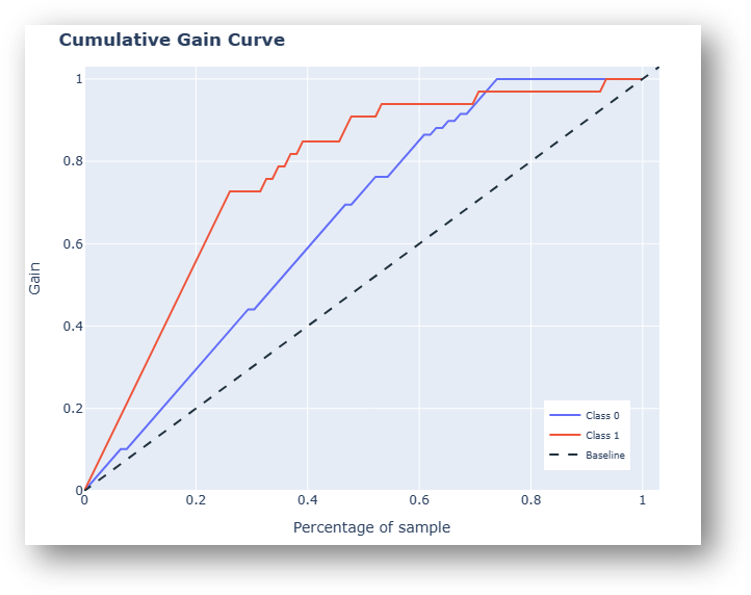 Cumulative Gain Curve
1
0.8
0.6
0.4
0.2
0
Gain
0 0.2 0.4 0.6 0.8 1
Percentage of sample
Class 0
Class 1
Baseline